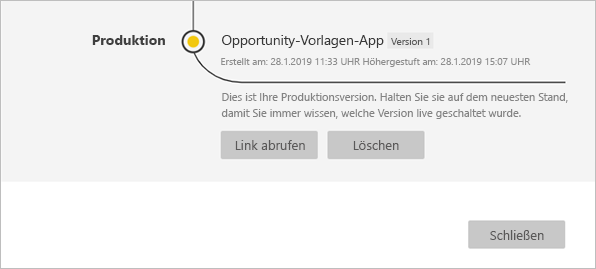 Produktion
Opportunity-Vorlagen-App Version 1
Erstellt am: 28.1.2019 11:33 UHR Höhergestuft am: 28.1.2019 15:07 UHR
Dies ist Ihre Produktionsversion. Halten Sie sie auf dem neuesten Stand,
damit Sie immer wissen, welche Version live geschaltet wurde.
Link abrufen
Löschen
Schließen